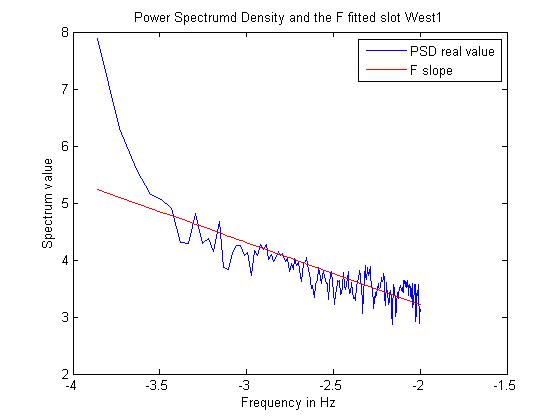 Power Spectrumd Density and the F fitted slot West1
PSD real value
F slope
Spectrum value
8
7
6
5
4
3
2
-4
-3.5
-3
-2.5
-2
-1.5
Frequency in Hz